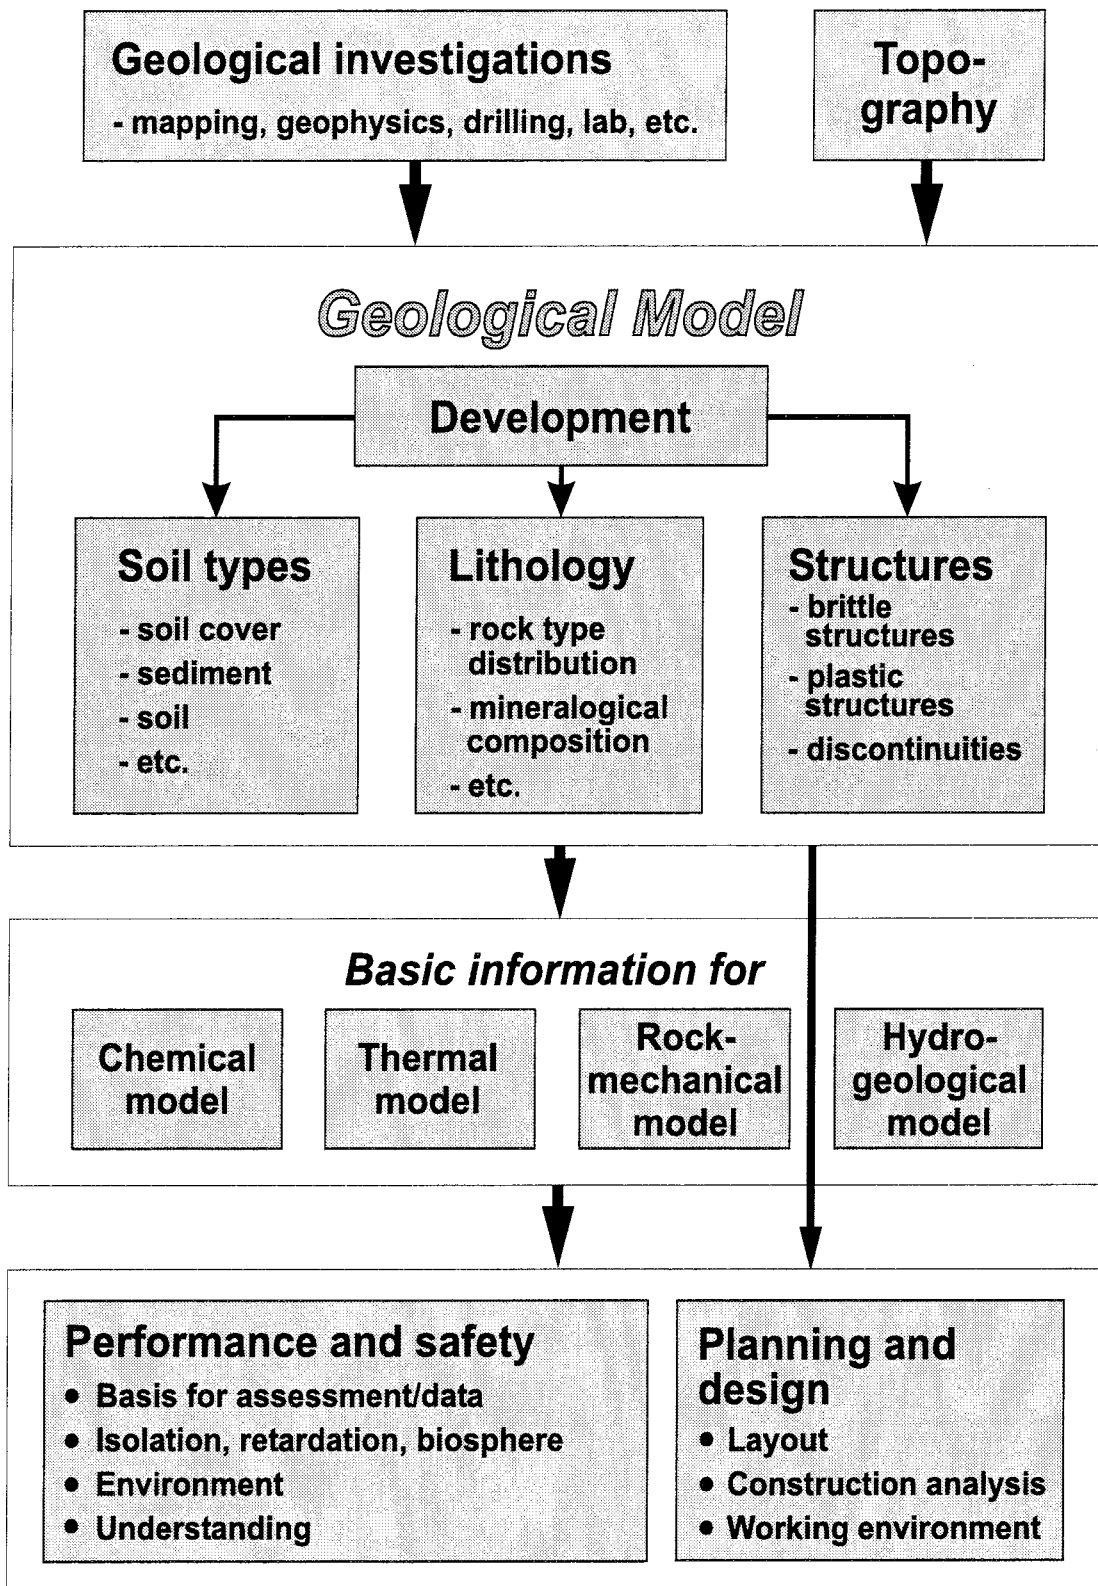 Geological investigations
- mapping, geophysics, drilling, lab, etc.
Topo-
graphy
Geological Model
Development
Soil types
- soil cover
- sediment
- soil
- etc.
Lithology
- rock type
distribution
- mineralogical
composition
- etc.
Structures
- brittle
structures
- plastic
structures
- discontinuities
Basic information for
Chemical
model
Thermal
model
Rock-
mechanical
model
Hydro-
geological
model
Performance and safety
• Basis for assessment/data
• Isolation, retardation, biosphere
• Environment
• Understanding
Planning and
design
• Layout
• Construction analysis
• Working environment